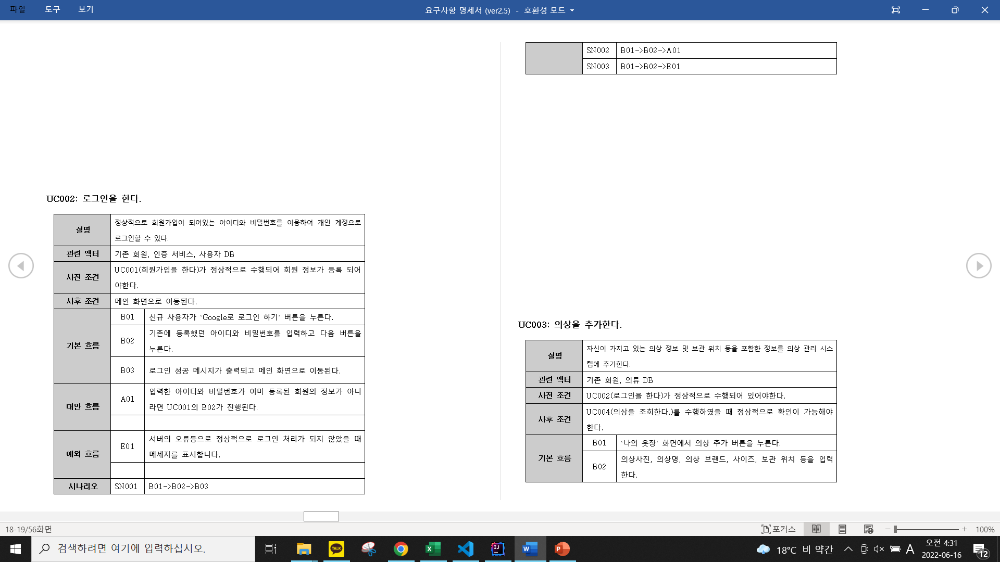 파일 도구 보기 요구사항 명세서 (ver2.5) - 호환성 모드
UC002: 로그인을 한다.
설명 정상적으로 회원가입이 되어있는 아이디와 비밀번호를 이용하여 개인 계정으로
로그인할 수 있다.
관련 액터 기존 회원, 인증 서비스, 사용자 DB
사전 조건 UC001(회원가입을 한다)가 정상적으로 수행되어 회원 정보가 등록 되어
야한다.
사후 조건 메인 화면으로 이동된다.
기본 흐름 B01 신규 사용자가 ‘Google로 로그인 하기’ 버튼을 누른다.
B02 기존에 등록했던 아이디와 비밀번호를 입력하고 다음 버튼을
누른다.
B03 로그인 성공 메시지가 출력되고 메인 화면으로 이동된다.
대안 흐름 A01 입력한 아이디와 비밀번호가 이미 등록된 회원의 정보가 아니
라면 UC001의 B02가 진행된다.
예외 흐름 E01 서버의 오류등으로 정상적으로 로그인 처리가 되지 않았을 때
메세지를 표시합니다.
시나리오 SN001 B01->B02->B03
SN002 B01->B02->A01
SN003 B01->B02->E01
UC003: 의상을 추가한다.
설명 자신이 가지고 있는 의상 정보 및 보관 위치 등을 포함한 정보를 의상 관리 시스
템에 추가한다.
관련 액터 기존 회원, 의류 DB
사전 조건 UC002(로그인을 한다)가 정상적으로 수행되어 있어야한다.
사후 조건 UC004(의상을 조회한다.)를 수행하였을 때 정상적으로 확인이 가능해야
한다.
기본 흐름 B01 ‘나의 옷장’ 화면에서 의상 추가 버튼을 누른다.
B02 의상사진, 의상명, 의상 브랜드, 사이즈, 보관 위치 등을 입력
한다.
18-19/56화면 포커스 100%
검색하려면 여기에 입력하십시오. TALK X IJ W P 18°C 비 약간 A 오전 4:31
2022-06-16 12